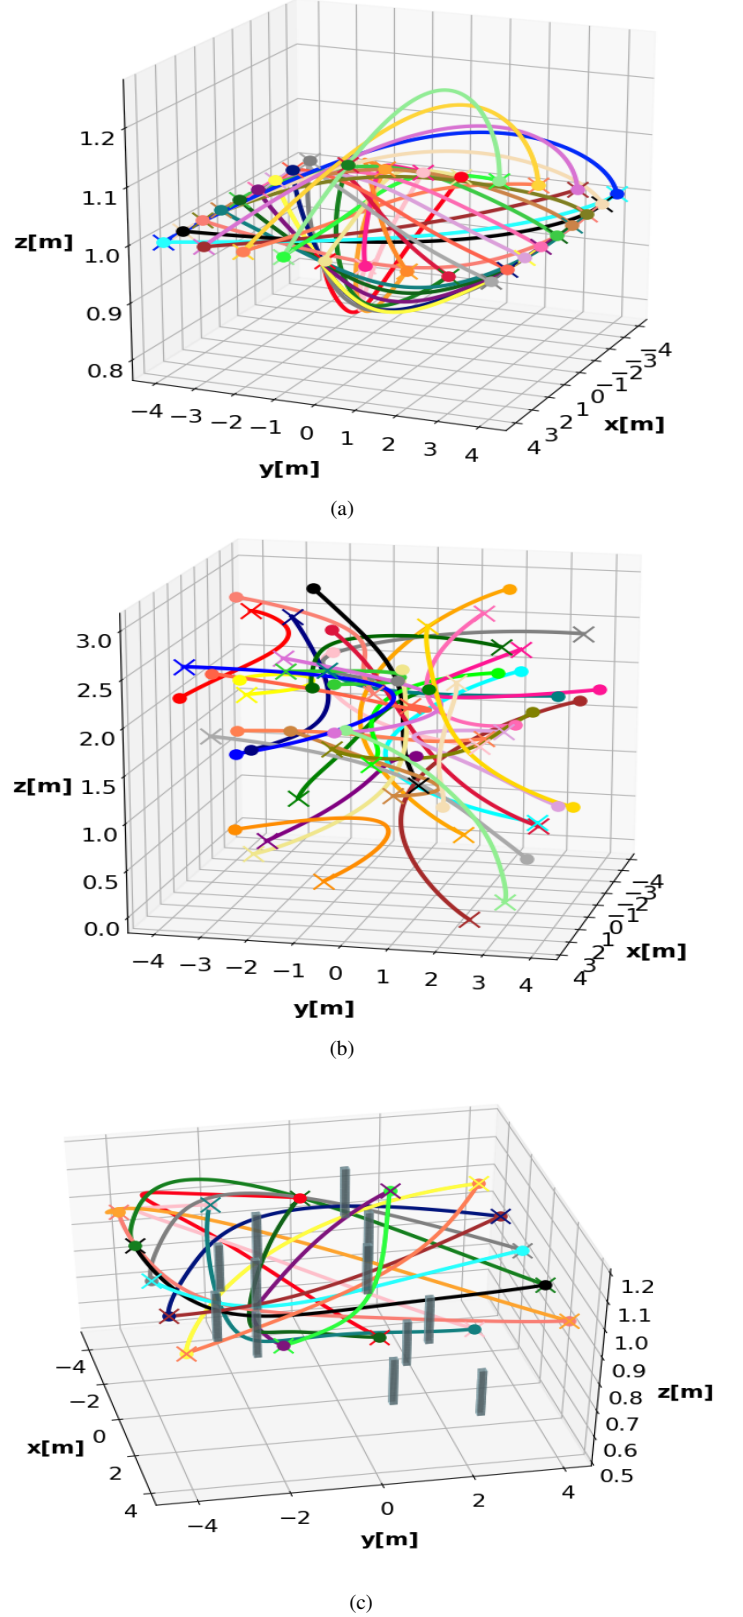 1.2
1.1
z[m]
1.0
0.9
0.8
−4 −3 −2 −1 0 1 2 3 4
y[m]
4 3 2 1 0 −1 −2 −3 −4
x[m]
(a)
3.0
2.5
2.0
z[m]
1.5
1.0
0.5
0.0
−4 −3 −2 −1 0 1 2 3 4
y[m]
4 3 2 1 0 −1 −2 −3 −4
x[m]
(b)
1.2
1.1
1.0
0.9
z[m]
0.8
0.7
0.6
0.5
−4
−2
0
x[m]
2
4
−4 −2 0 2 4
y[m]
(c)